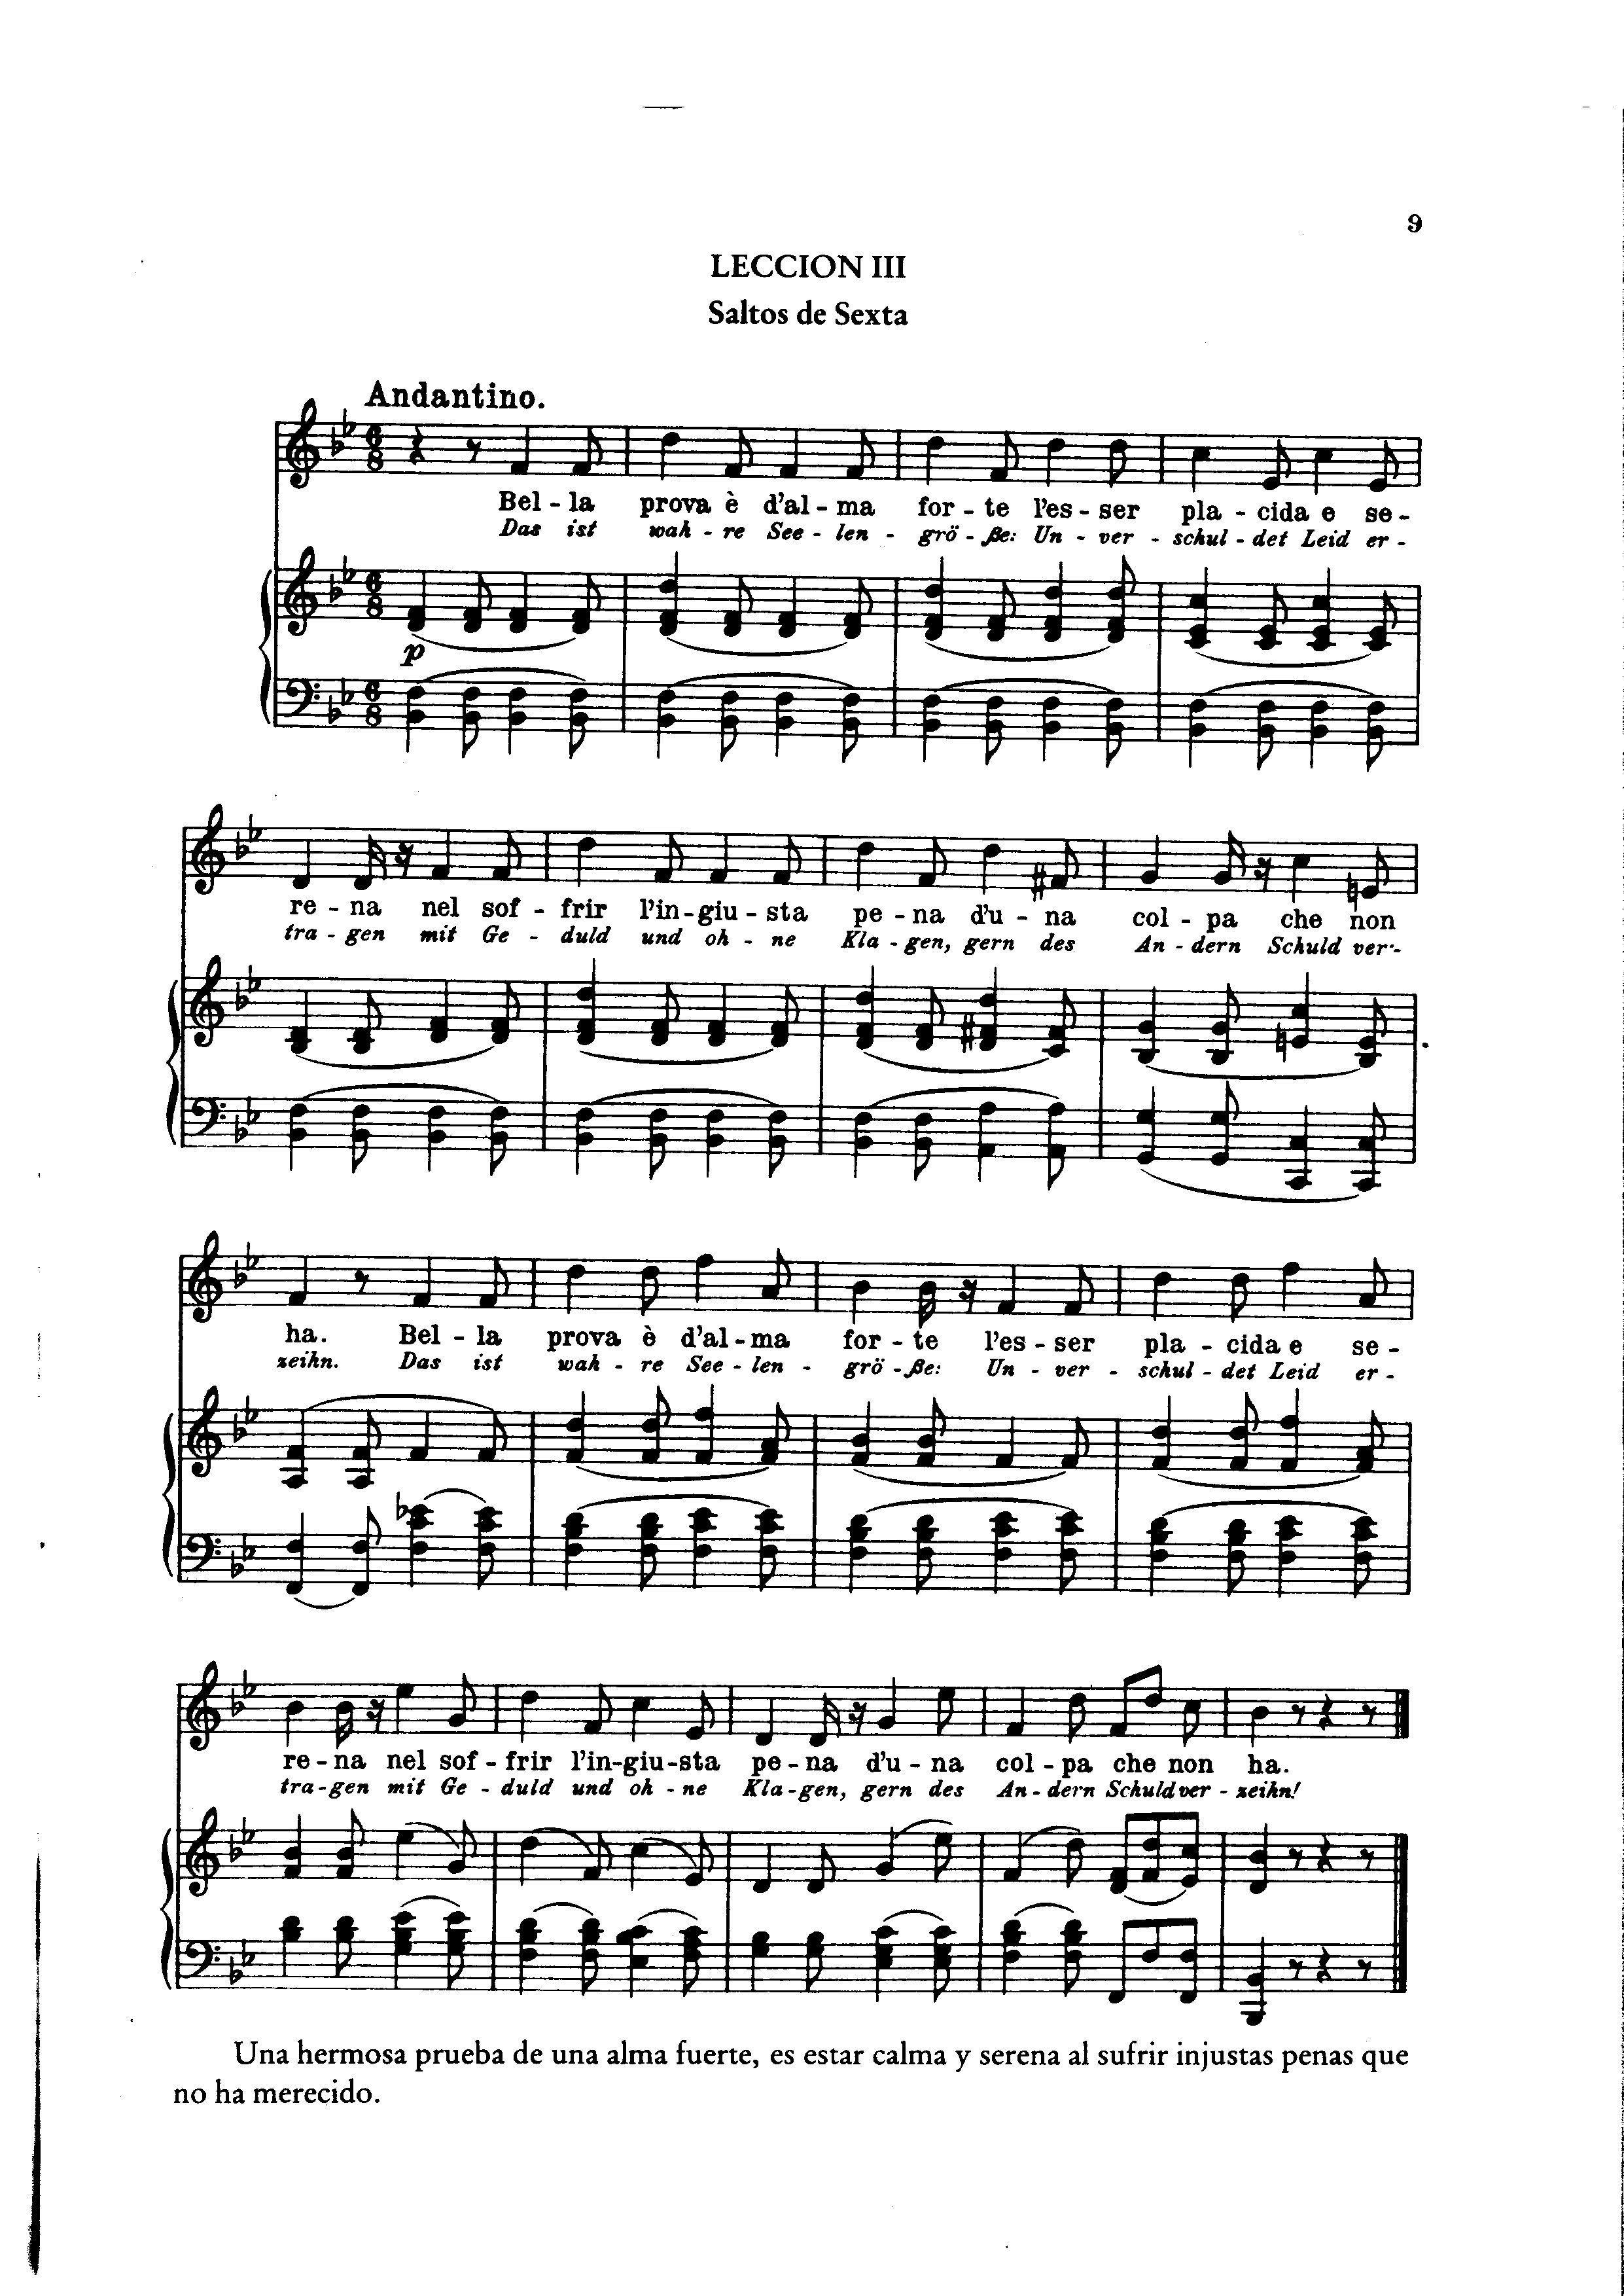 9
LECCION III
Saltos de Sexta
Andantino.
6 8
Bel - la prova è d'al - ma for - te l'es - ser pla - cida e se -
Das ist wah - re See - len - grö - ße: Un - ver - schul - det Leid er -
6 8
p
6 8
re - na nel sof - frir l'in - giu - sta pe - na d'u - na col - pa che non
tra - gen mit Ge - duld und oh - ne Kla - gen, gern des An - dern Schuld ver -
ha. Bel - la prova è d'al - ma for - te l'es - ser pla - cida e se -
zeihn. Das ist wah - re See - len - grö - ße: Un - ver - schul - det Leid er -
re - na nel sof - frir l'in - giu - sta pe - na d'u - na col - pa che non ha.
tra - gen mit Ge - duld und oh - ne Kla - gen, gern des An - dern Schuld ver - zeihn!
Una hermosa prueba de una alma fuerte, es estar calma y serena al sufrir injustas penas que
no ha merecido.